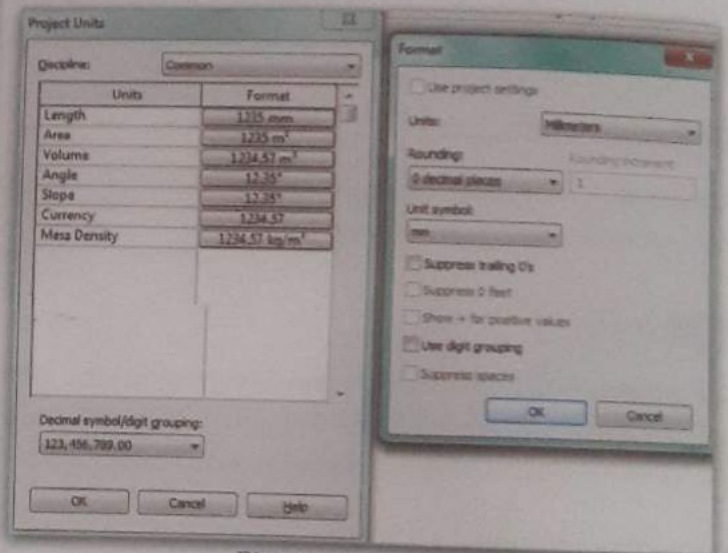 Project Units
Discipline:
Common
Units
Format
Length
1235 mm
Area
1235 m²
Volume
1234.57 m³
Angle
12.35°
Slope
12.35°
Currency
1234.57
Mass Density
1234.57 kg/m³
Decimal symbol/digit grouping:
123,456,789.00
OK
Cancel
Help
Format
Use project settings
Units:
Millimeters
Rounding:
Rounding increment:
0 decimal places
1
Unit symbol:
mm
Suppress trailing 0's
Suppress 0 feet
Show + for positive values
Use digit grouping
Suppress spaces
OK
Cancel